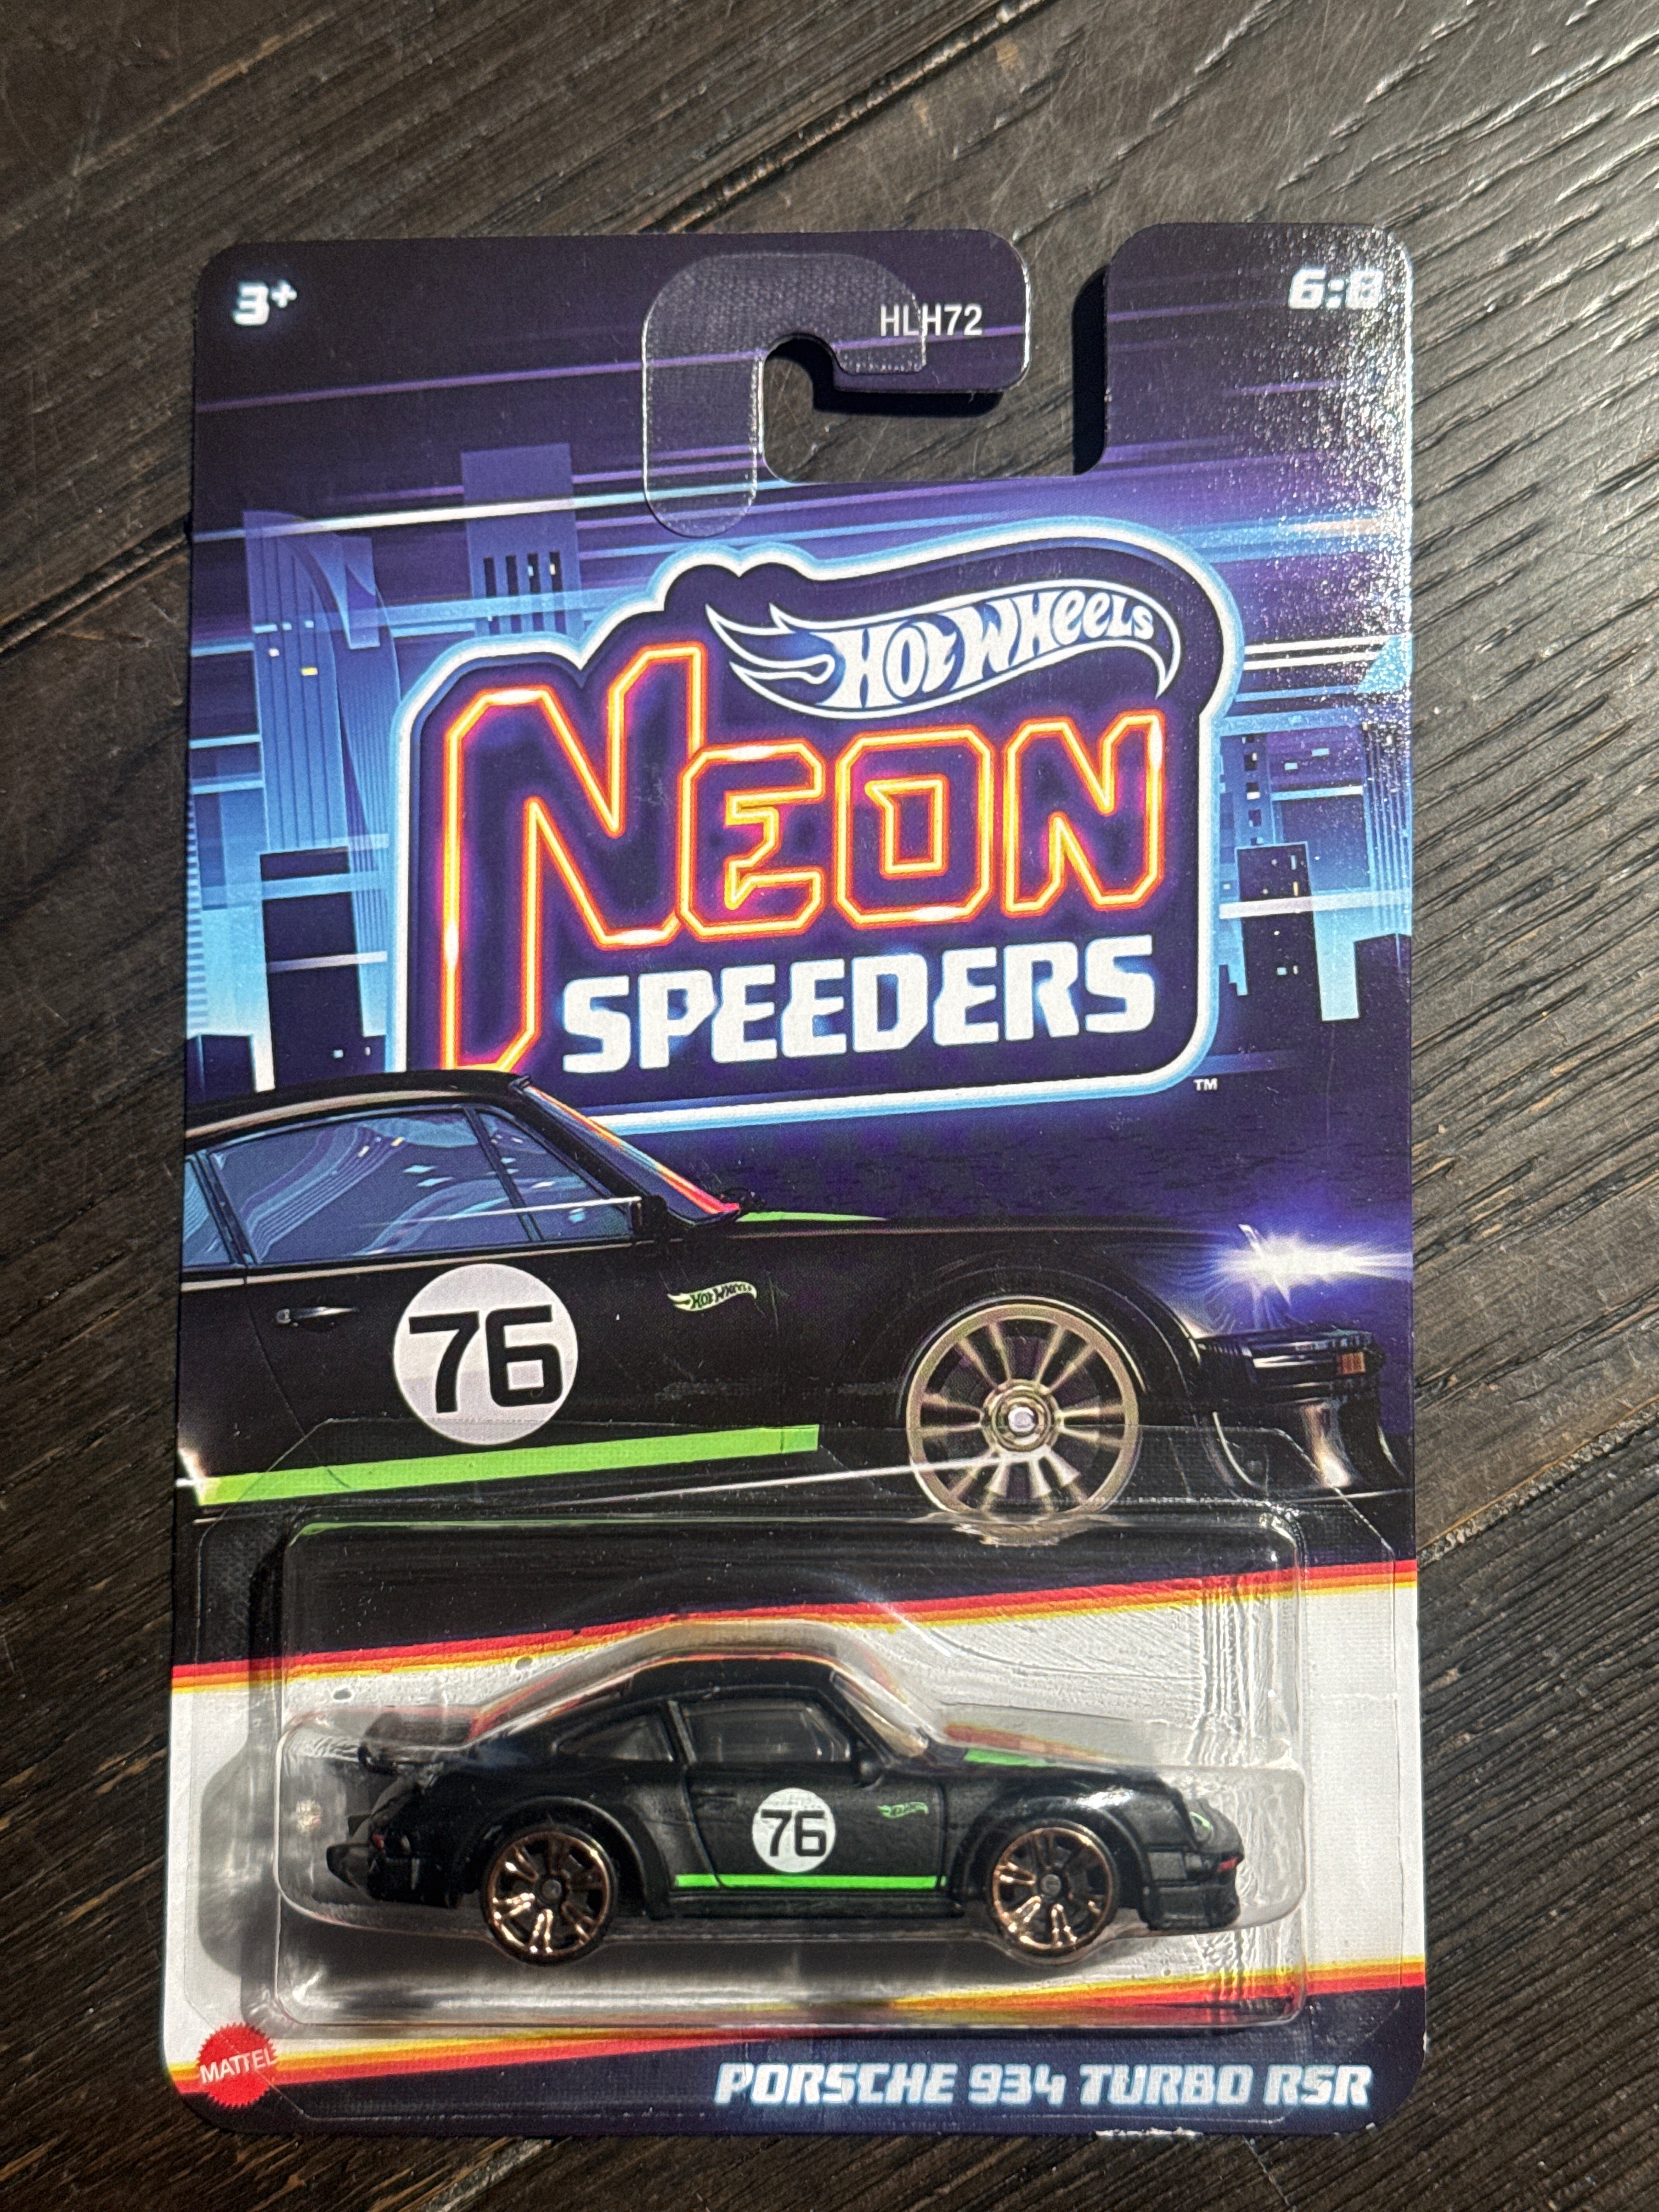 3+
HLH72
6:8
HOT WHEELS
NEON
SPEEDERS
TM
HOT WHEELS
76
76
MATTEL
PORSCHE 934 TURBO RSR